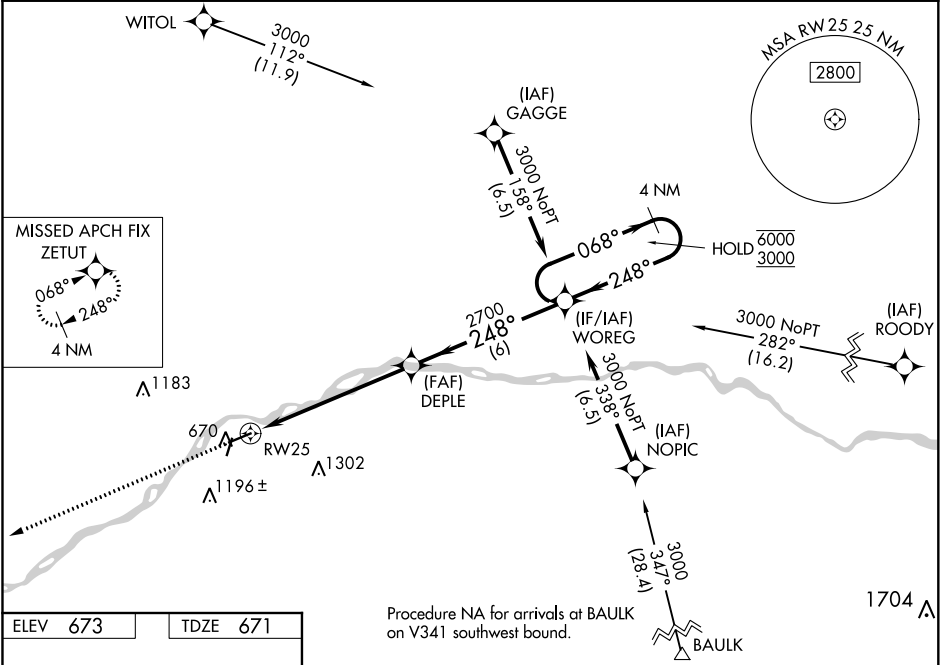 WITOL
3000
112°
(11.9)
MSA RW25 25 NM
2800
(IAF)
GAGGE
3000 NoPT
158°
(6.5)
4 NM
068°
HOLD 6000
3000
248°
MISSED APCH FIX
ZETUT
068°
248°
4 NM
(IF/IAF)
WOREG
2700
248°
(6)
3000 NoPT
282°
(16.2)
(IAF)
ROODY
(FAF)
DEPLE
3000 NoPT
338°
(6.5)
1183
670
RW25
1302
1196 ±
(IAF)
NOPIC
3000
347°
(28.4)
BAULK
1704
Procedure NA for arrivals at BAULK
on V341 southwest bound.
ELEV 673
TDZE 671